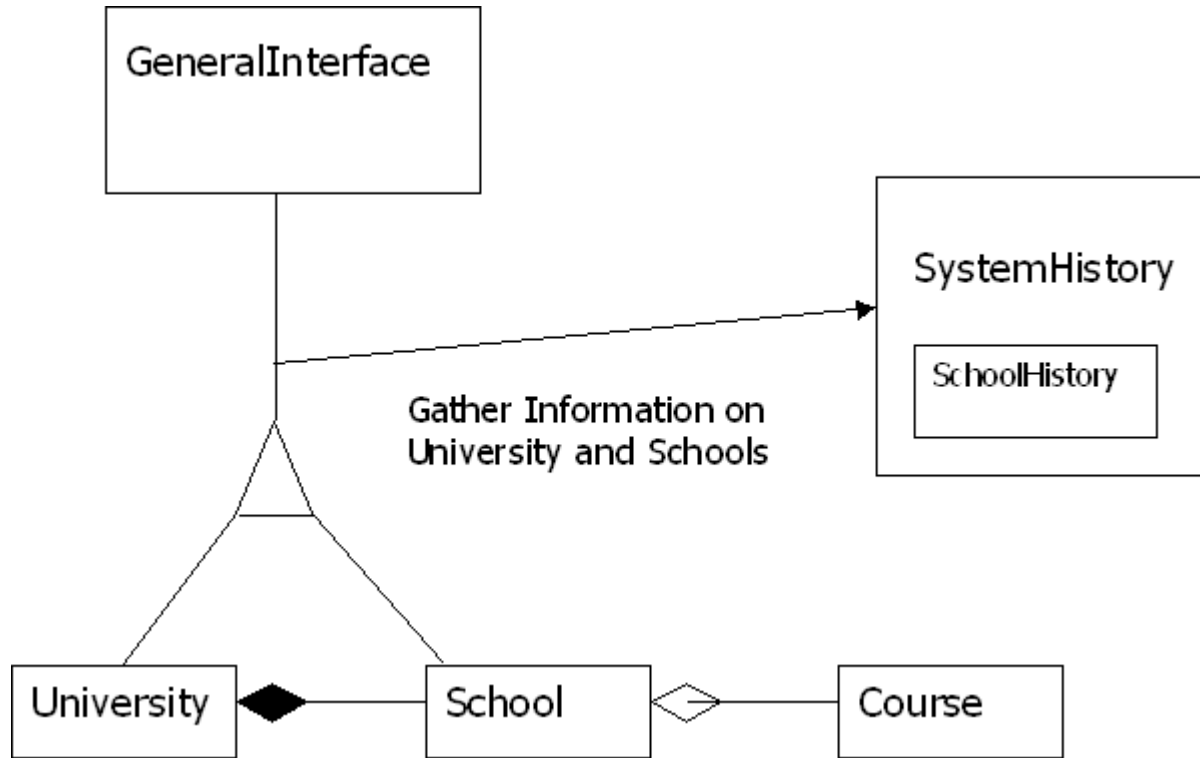 GeneralInterface
SystemHistory
SchoolHistory
Gather Information on
University and Schools
University
School
Course